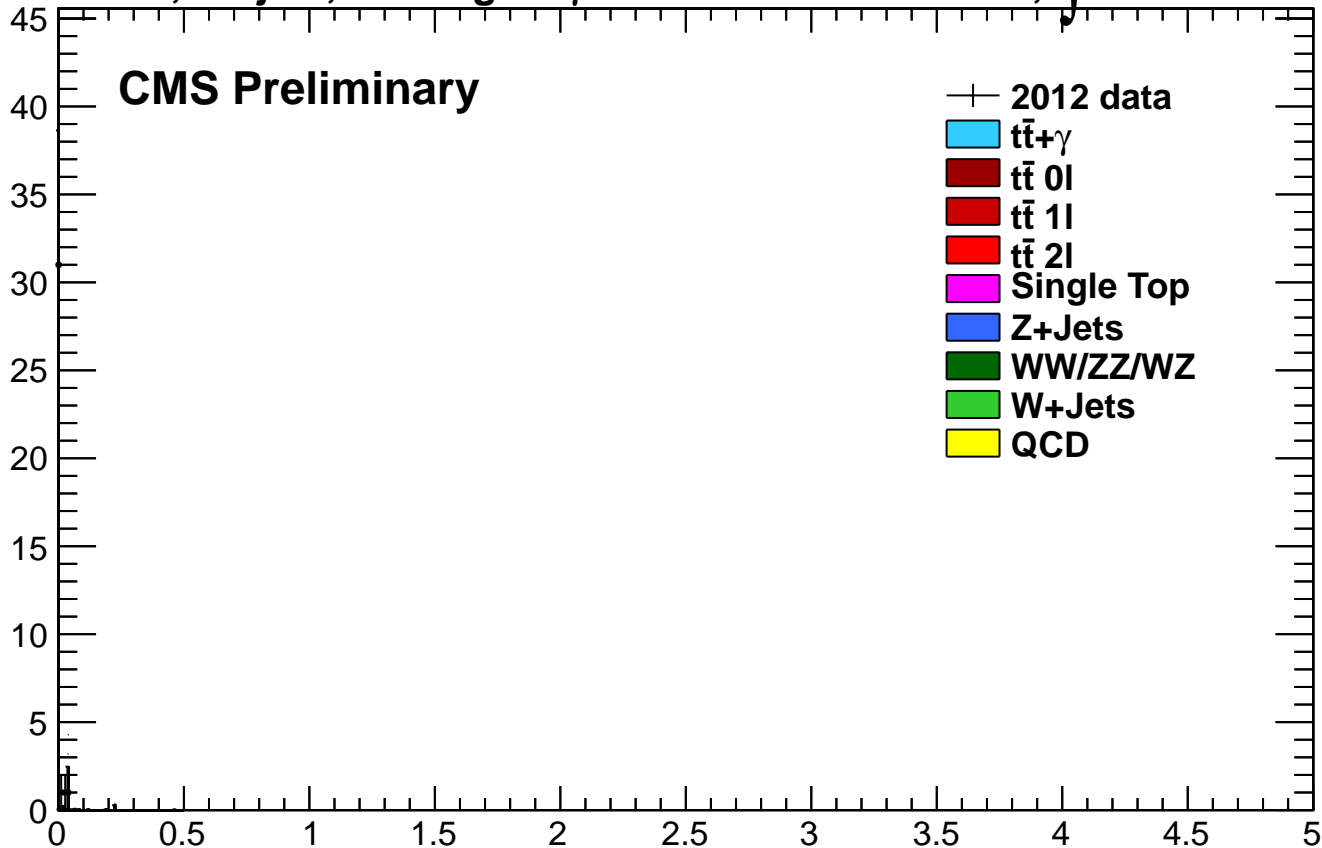 45
CMS Preliminary
40
35
30
25
20
15
10
5
0
2012 data
tt̄+γ
tt̄ 0l
tt̄ 1l
tt̄ 2l
Single Top
Z+Jets
WW/ZZ/WZ
W+Jets
QCD
0 0.5 1 1.5 2 2.5 3 3.5 4 4.5 5